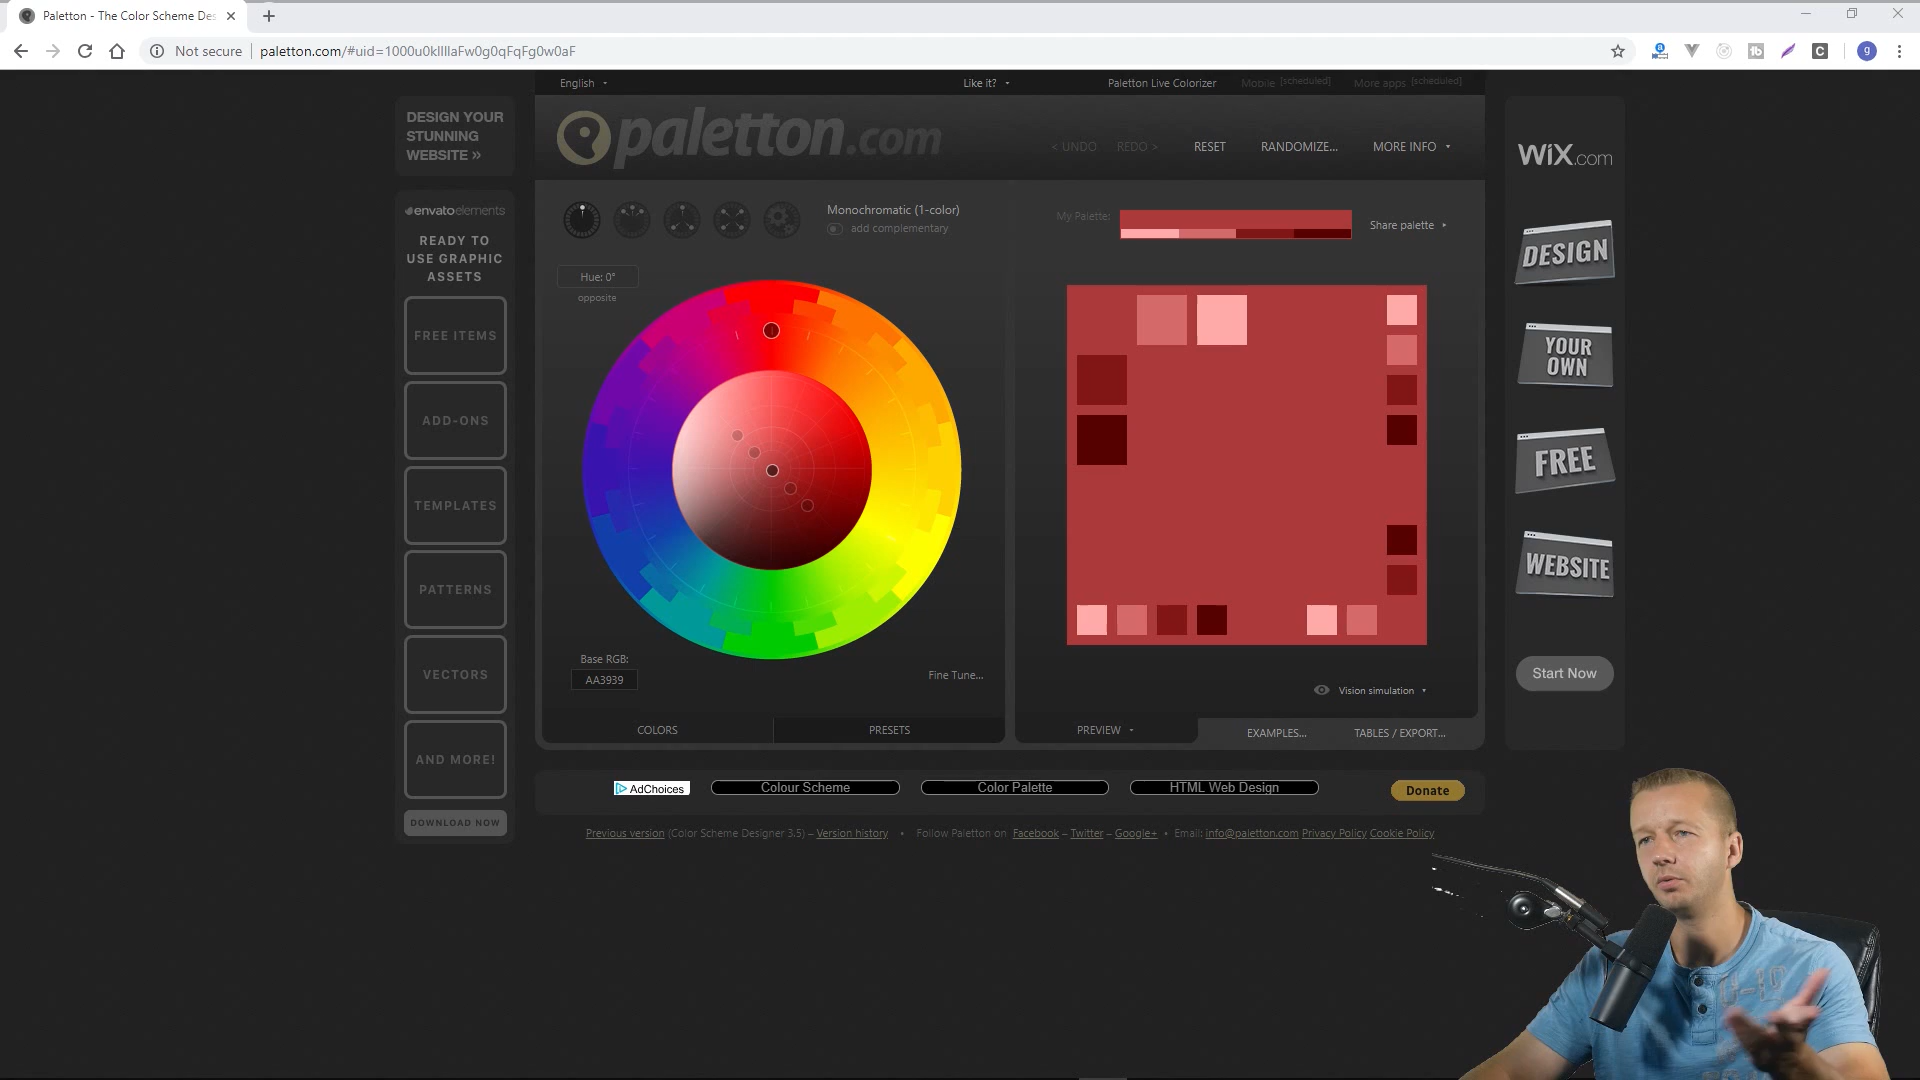 Paletton - The Color Scheme Des
Not secure
paletton.com/#uid=1000u0kllllaFw0g0qFqFg0w0aF
g
English
Like it?
Paletton Live Colorizer
Mobile [scheduled]
More apps [scheduled]
DESIGN YOUR
STUNNING
WEBSITE »
paletton.com
< UNDO
REDO >
RESET
RANDOMIZE...
MORE INFO
WiX.com
envatoelements
READY TO
USE GRAPHIC
ASSETS
Monochromatic (1-color)
add complementary
My Palette:
Share palette
Hue: 0°
opposite
DESIGN
YOUR
OWN
FREE
WEBSITE
Start Now
FREE ITEMS
ADD-ONS
TEMPLATES
PATTERNS
VECTORS
AND MORE!
DOWNLOAD NOW
Base RGB:
AA3939
Fine Tune...
Vision simulation
COLORS
PRESETS
PREVIEW
EXAMPLES...
TABLES / EXPORT...
AdChoices
Colour Scheme
Color Palette
HTML Web Design
Donate
Previous version (Color Scheme Designer 3.5) – Version history • Follow Paletton on Facebook – Twitter – Google+ • Email: info@paletton.com Privacy Policy Cookie Policy